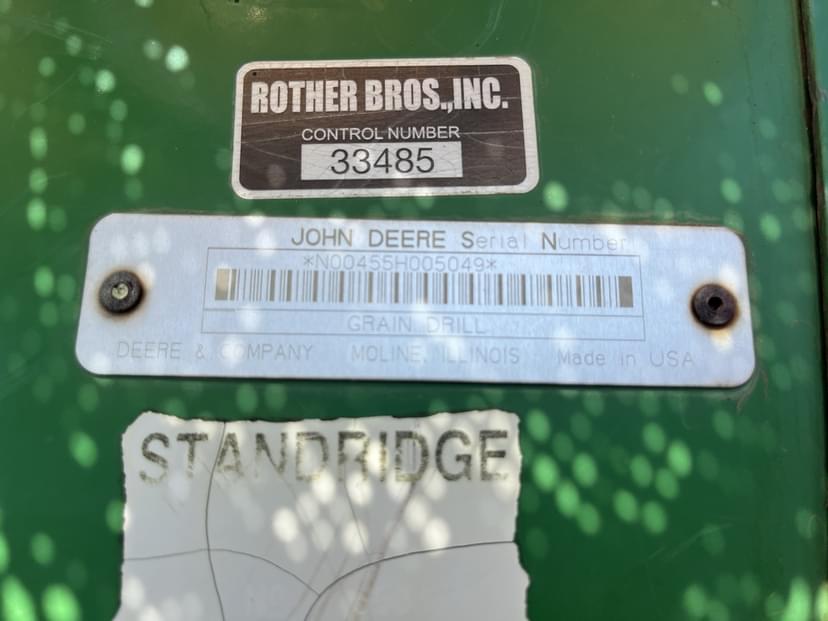 ROTHER BROS.,INC.
CONTROL NUMBER
33485
JOHN DEERE Serial Number
*N00455H005049*
GRAIN DRILL
DEERE & COMPANY MOLINE, ILLINOIS Made in USA
STANDRIDGE